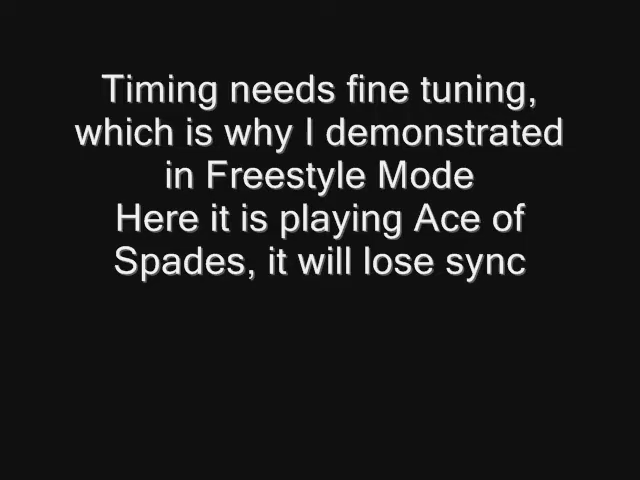 Timing needs fine tuning,
which is why I demonstrated
in Freestyle Mode
Here it is playing Ace of
Spades, it will lose sync